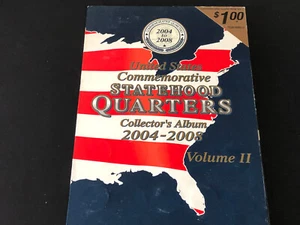 2004
to
2008
$1.00
United States
Commemorative
STATEHOOD
QUARTERS
Collector's Album
2004-2008
Volume II